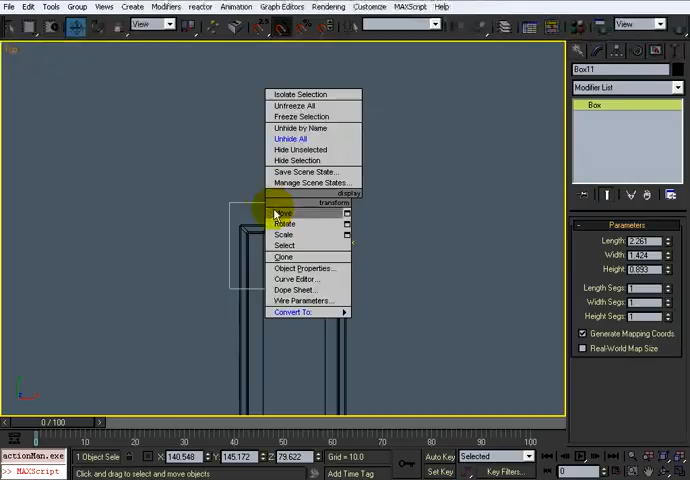 File Edit Tools Group Views Create Modifiers reactor Animation Graph Editors Rendering Customize MAXScript Help
View 2.5 View
Top
Box11
Modifier List
Box
Isolate Selection
Unfreeze All
Freeze Selection
Unhide by Name
Unhide All
Hide Unselected
Hide Selection
Save Scene State...
Manage Scene States...
display
transform
Move
Rotate
Scale
Select
Clone
Object Properties...
Curve Editor...
Dope Sheet...
Wire Parameters...
Convert To:
Parameters
Length: 2.261
Width: 1.424
Height: 0.893
Length Segs: 1
Width Segs: 1
Height Segs: 1
Generate Mapping Coords.
Real-World Map Size
z
x
0 / 100
0 10 20 30 40 50 60 70 80 90 100
actionMan.exe 1 Object Sele X: 140.548 Y: 145.172 Z: 79.622 Grid = 10.0 Auto Key Selected
>> MAXScript Click and drag to select and move objects Add Time Tag Set Key Key Filters... 0